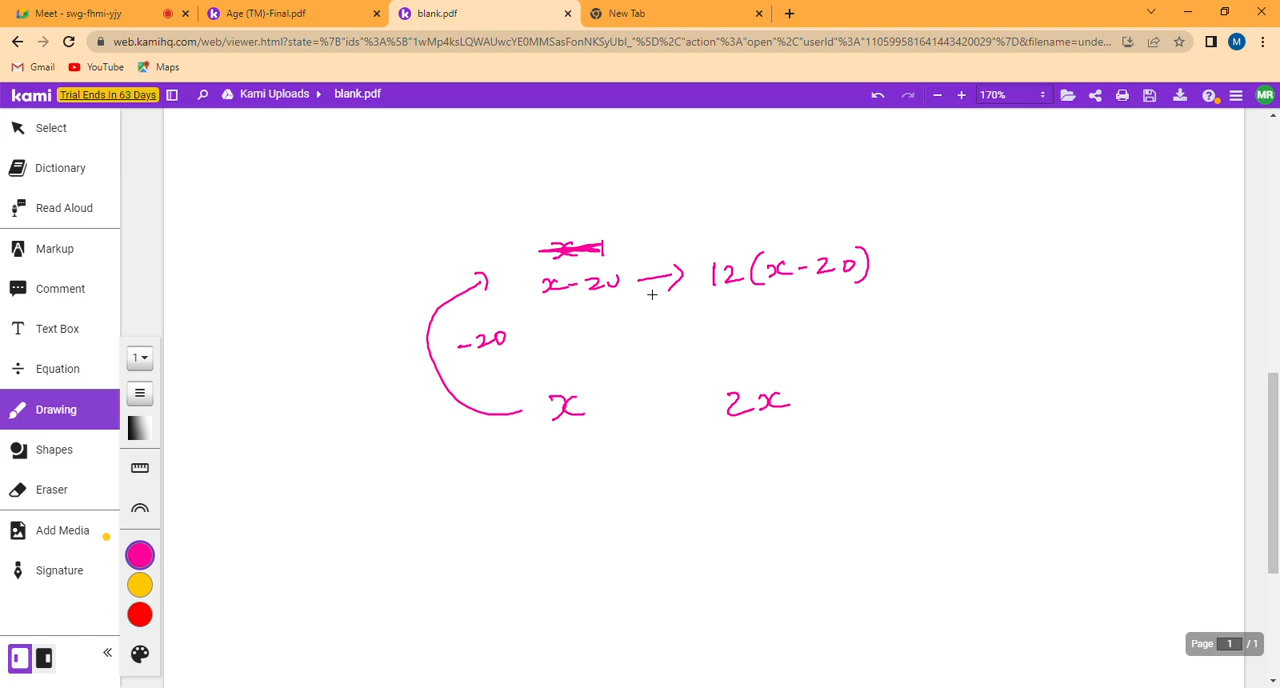 Meet - swg-fhmi-yjy
Age (TM)-Final.pdf
blank.pdf
New Tab
web.kamihq.com/web/viewer.html?state=%7B"ids"%3A%5B"1wMp4ksLQWAUwcYE0MMSasFonNKSyUbI_"%5D%2C"action"%3A"open"%2C"userId"%3A"110599581641443420029"%7D&filename=unde...
M
Gmail
YouTube
Maps
kami
Trial Ends In 63 Days
Kami Uploads
blank.pdf
170%
MR
Select
Dictionary
Read Aloud
Markup
Comment
Text Box
Equation
Drawing
Shapes
Eraser
Add Media
Signature
1
x-20 → 12(x-20)
-20
x 2x
Page 1 / 1